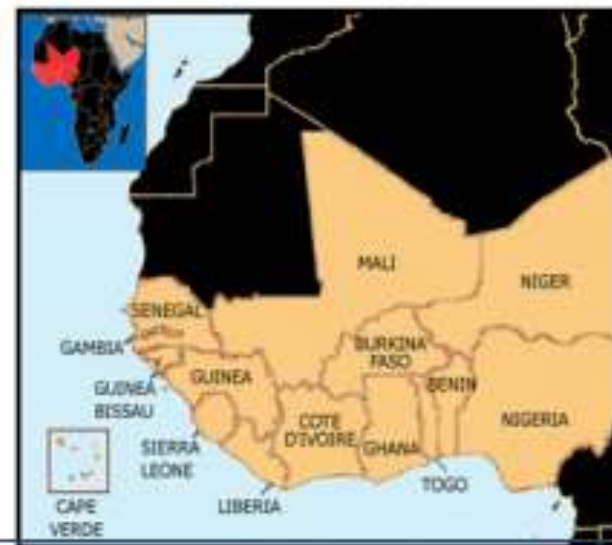 MALI
NIGER
SENEGAL
GAMBIA
BURKINA
FASO
GUINEA
BENIN
GUINEA
BISSAU
NIGERIA
COTE
D'IVOIRE
GHANA
SIERRA
LEONE
TOGO
LIBERIA
CAPE
VERDE